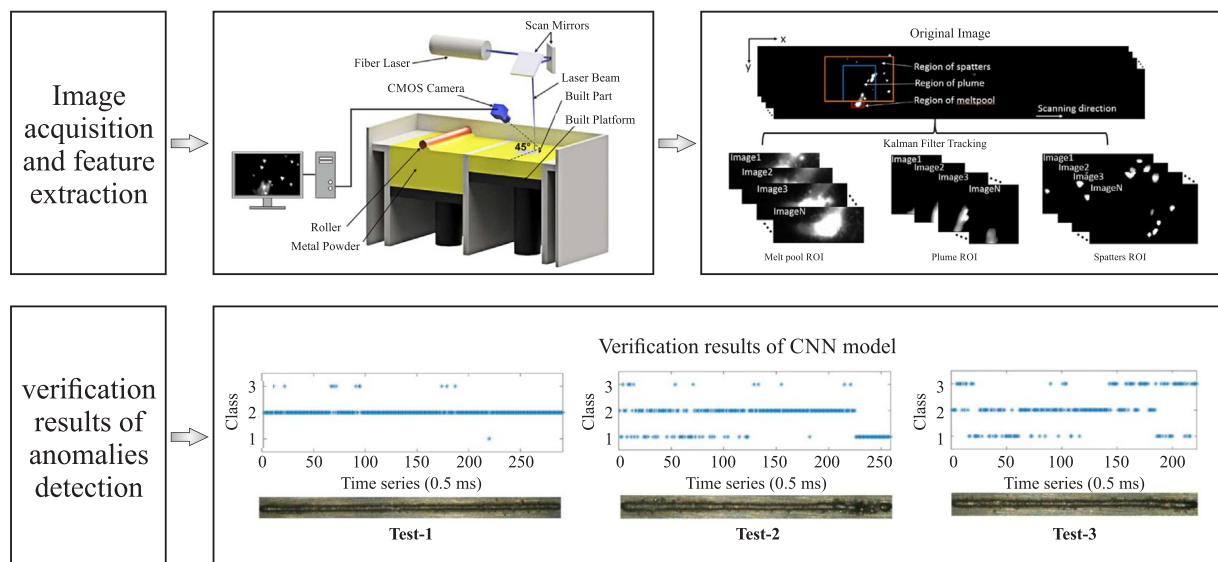 Image
acquisition
and feature
extraction
Scan Mirrors
Fiber Laser
CMOS Camera
Laser Beam
Built Part
Built Platform
45°
Roller
Metal Powder
Original Image
x
y
Region of spatters
Region of plume
Region of meltpool
Scanning direction
Kalman Filter Tracking
Image1
Image2
Image3
ImageN
Image1
Image2
Image3
ImageN
Image1
Image2
Image3
ImageN
Melt pool ROI
Plume ROI
Spatters ROI
verification
results of
anomalies
detection
Verification results of CNN model
Class
3
2
1
0 50 100 150 200 250
Time series (0.5 ms)
Test-1
Class
3
2
1
0 50 100 150 200 250
Time series (0.5 ms)
Test-2
Class
3
2
1
0 50 100 150 200
Time series (0.5 ms)
Test-3